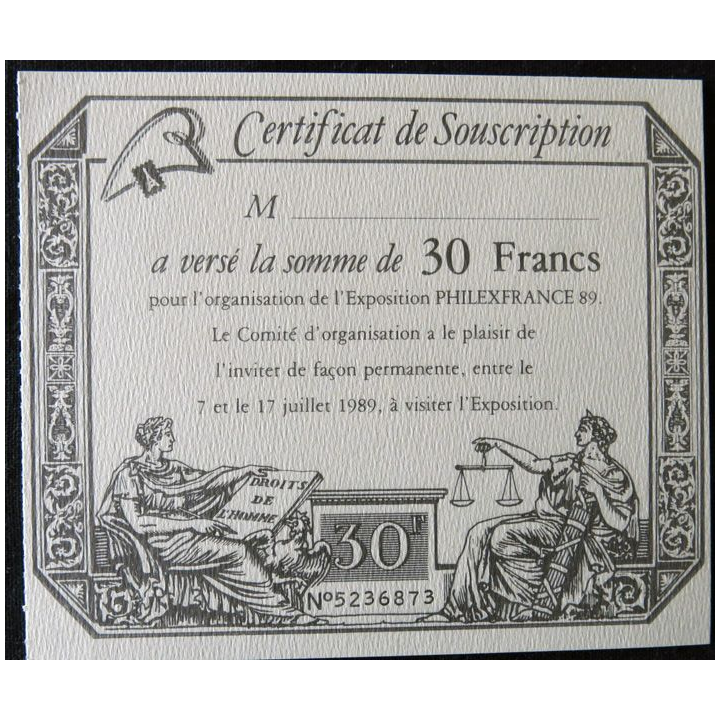 Certificat de Souscription
M
a versé la somme de 30 Francs
pour l'organisation de l'Exposition PHILEXFRANCE 89.
Le Comité d'organisation a le plaisir de
l'inviter de façon permanente, entre le
7 et le 17 juillet 1989, à visiter l'Exposition.
DROITS
DE
L'HOMME
30F
Nº5236873